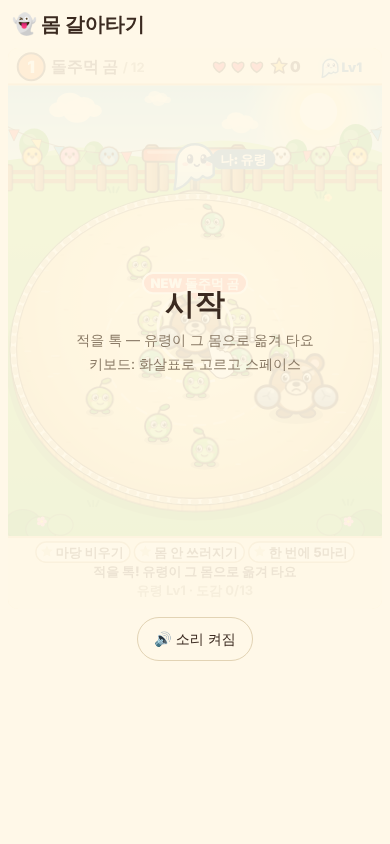 몸 갈아타기
1 돌주먹 곰 / 12 0 Lv1
나: 유령
NEW 돌주먹 곰
시작
적을 톡 — 유령이 그 몸으로 옮겨 타요
키보드: 화살표로 고르고 스페이스
마당 비우기 몸 안 쓰러지기 한 번에 5마리
적을 톡! 유령이 그 몸으로 옮겨 타요
유령 Lv1 · 도감 0/13
소리 켜짐